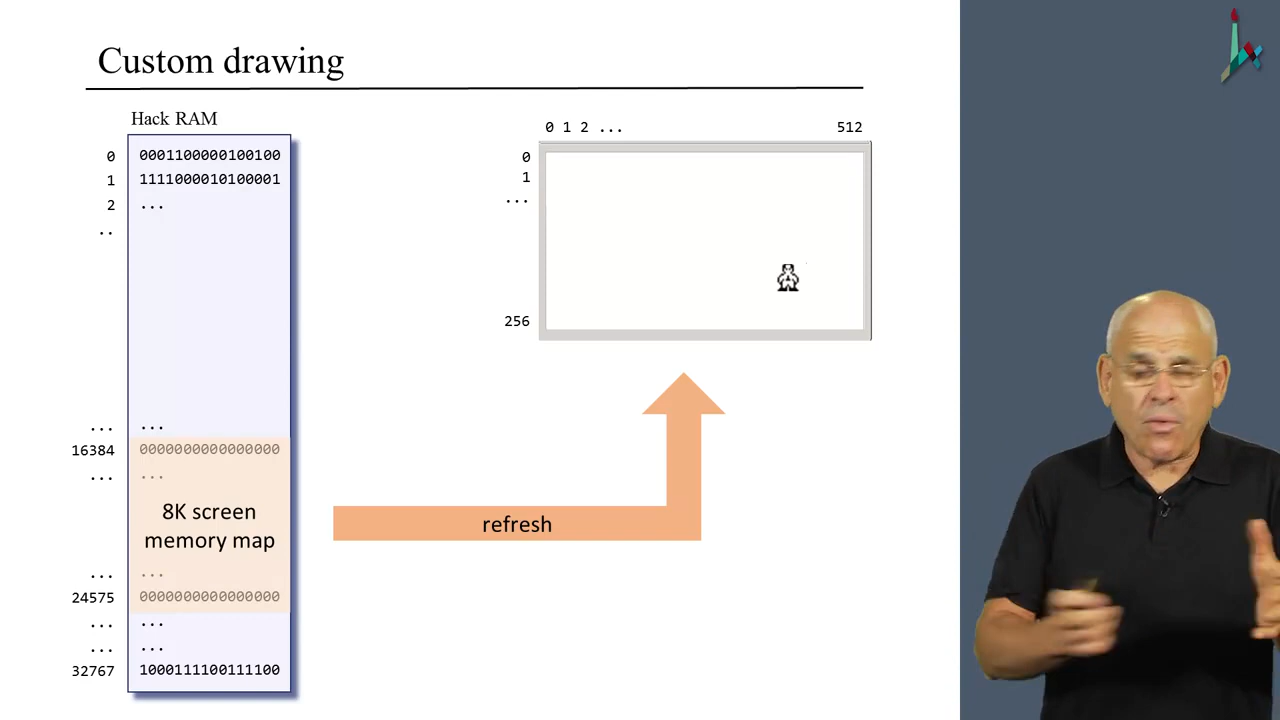 Custom drawing
Hack RAM
0 0001100000100100
1 1111000010100001
2 ...
..
... ...
16384 0000000000000000
... ...
8K screen
memory map
... ...
24575 0000000000000000
... ...
... ...
32767 1000111100111100
0 1 2 ... 512
0
1
...
256
refresh